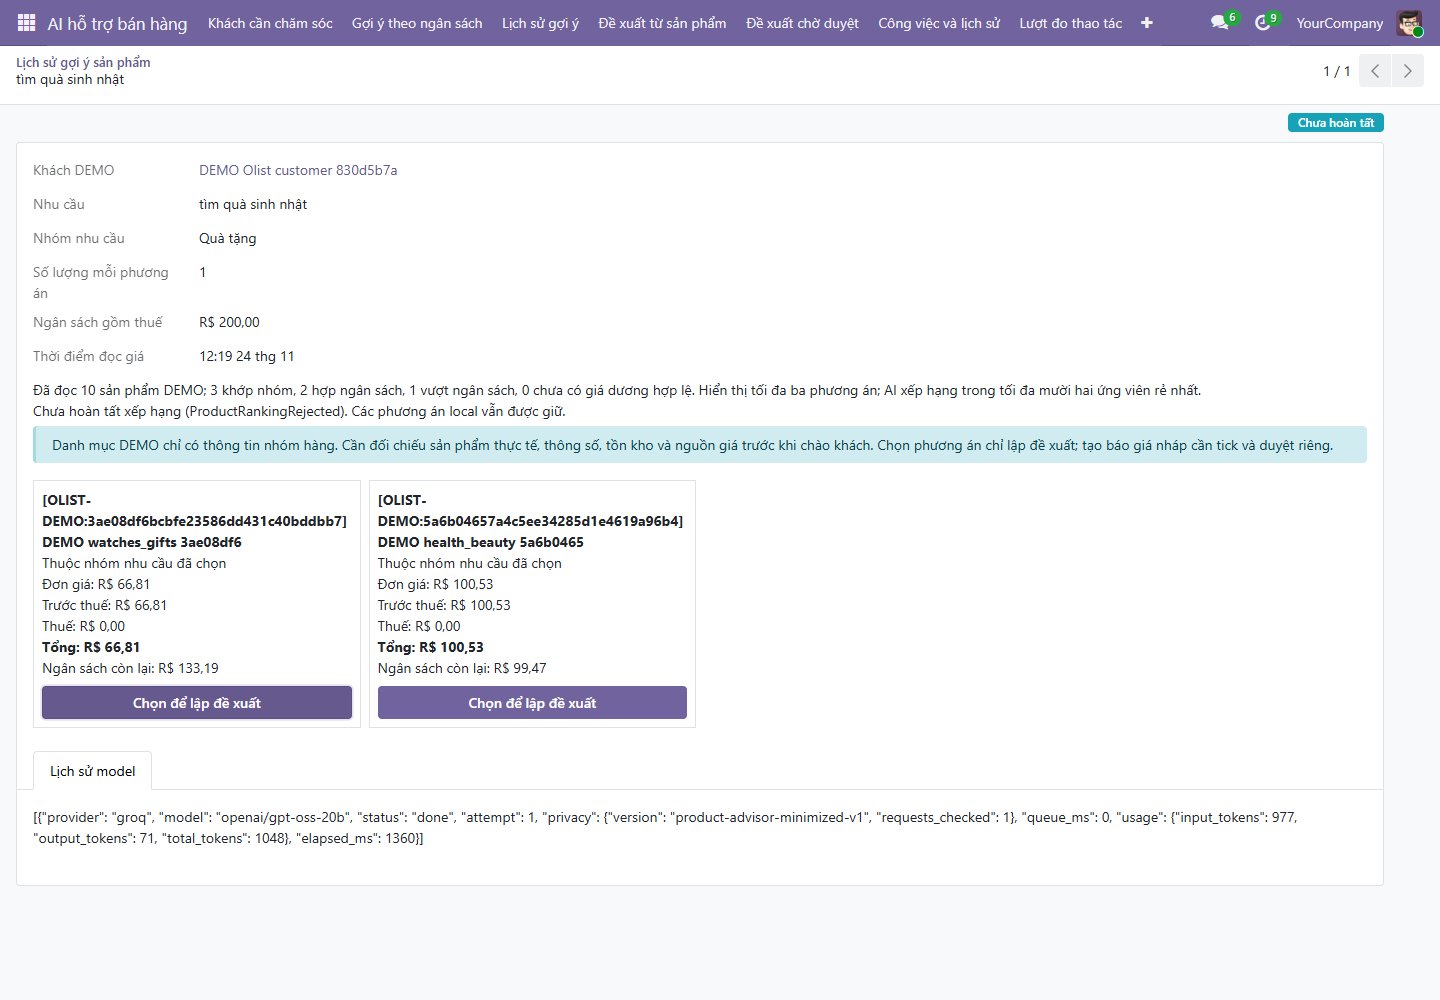 AI hỗ trợ bán hàng Khách cần chăm sóc Gợi ý theo ngân sách Lịch sử gợi ý Đề xuất từ sản phẩm Đề xuất chờ duyệt Công việc và lịch sử Lượt đo thao tác 6 9 YourCompany
Lịch sử gợi ý sản phẩm
tìm quà sinh nhật
1 / 1
Chưa hoàn tất
Khách DEMO DEMO Olist customer 830d5b7a
Nhu cầu tìm quà sinh nhật
Nhóm nhu cầu Quà tặng
Số lượng mỗi phương án 1
Ngân sách gồm thuế R$ 200,00
Thời điểm đọc giá 12:19 24 thg 11
Đã đọc 10 sản phẩm DEMO; 3 khớp nhóm, 2 hợp ngân sách, 1 vượt ngân sách, 0 chưa có giá dương hợp lệ. Hiển thị tối đa ba phương án; AI xếp hạng trong tối đa mười hai ứng viên rẻ nhất.
Chưa hoàn tất xếp hạng (ProductRankingRejected). Các phương án local vẫn được giữ.
Danh mục DEMO chỉ có thông tin nhóm hàng. Cần đối chiếu sản phẩm thực tế, thông số, tồn kho và nguồn giá trước khi chào khách. Chọn phương án chỉ lập đề xuất; tạo báo giá nháp cần tick và duyệt riêng.
[OLIST-
DEMO:3ae08df6bcbfe23586dd431c40bddbb7]
DEMO watches_gifts 3ae08df6
Thuộc nhóm nhu cầu đã chọn
Đơn giá: R$ 66,81
Trước thuế: R$ 66,81
Thuế: R$ 0,00
Tổng: R$ 66,81
Ngân sách còn lại: R$ 133,19
Chọn để lập đề xuất
[OLIST-
DEMO:5a6b04657a4c5ee34285d1e4619a96b4]
DEMO health_beauty 5a6b0465
Thuộc nhóm nhu cầu đã chọn
Đơn giá: R$ 100,53
Trước thuế: R$ 100,53
Thuế: R$ 0,00
Tổng: R$ 100,53
Ngân sách còn lại: R$ 99,47
Chọn để lập đề xuất
Lịch sử model
[{"provider": "groq", "model": "openai/gpt-oss-20b", "status": "done", "attempt": 1, "privacy": {"version": "product-advisor-minimized-v1", "requests_checked": 1}, "queue_ms": 0, "usage": {"input_tokens": 977,
"output_tokens": 71, "total_tokens": 1048}, "elapsed_ms": 1360}]